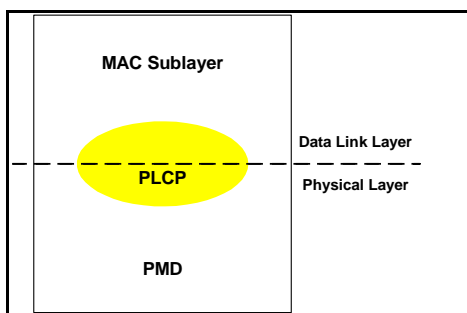 MAC Sublayer
Data Link Layer
PLCP
Physical Layer
PMD